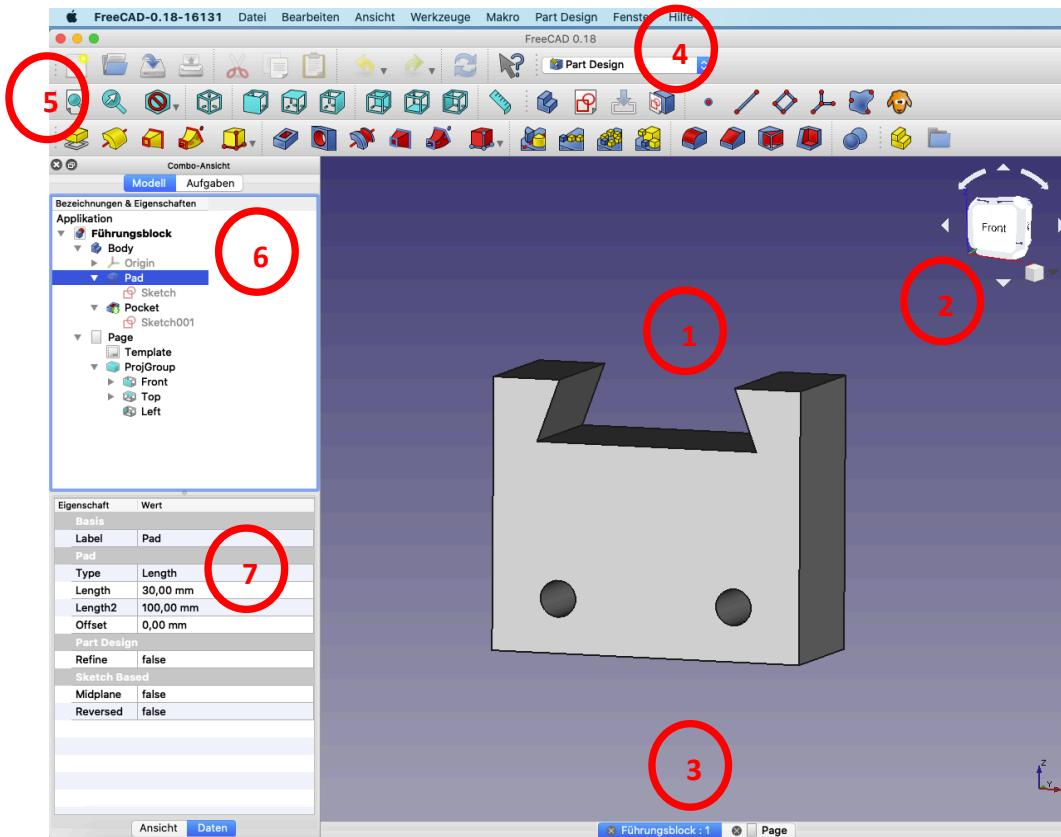 FreeCAD-0.18-16131 Datei Bearbeiten Ansicht Werkzeuge Makro Part Design Fenste Hilfe
FreeCAD 0.18
4
Part Design
5
Combo-Ansicht
Modell Aufgaben
Bezeichnungen & Eigenschaften
Applikation
Führungsblock
Body
Origin
Pad
Sketch
Pocket
Sketch001
Page
Template
ProjGroup
Front
Top
Left
6
Eigenschaft Wert
Basis
Label Pad
Pad
Type Length
Length 30,00 mm
Length2 100,00 mm
Offset 0,00 mm
Part Design
Refine false
Sketch Based
Midplane false
Reversed false
7
Ansicht Daten
Front
2
1
3
Z
Y
Führungsblock : 1 Page